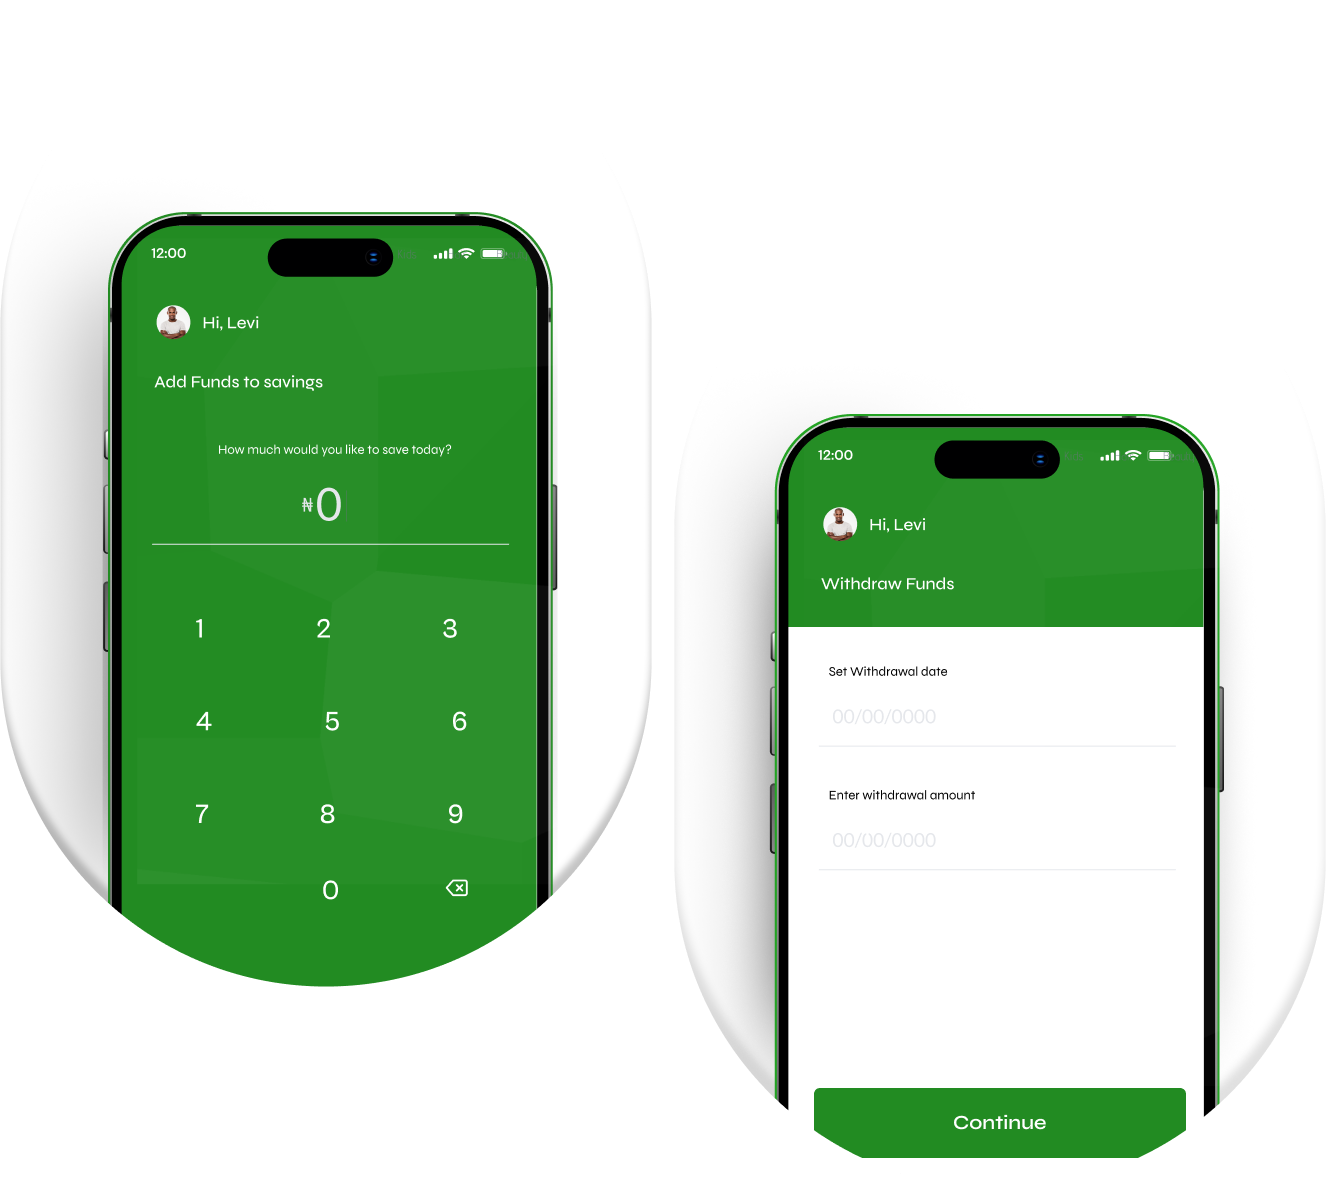 12:00
Hi, Levi
Add Funds to savings
How much would you like to save today?
₦0
1 2 3
4 5 6
7 8 9
0
12:00
Hi, Levi
Withdraw Funds
Set Withdrawal date
00/00/0000
Enter withdrawal amount
00/00/0000
Continue